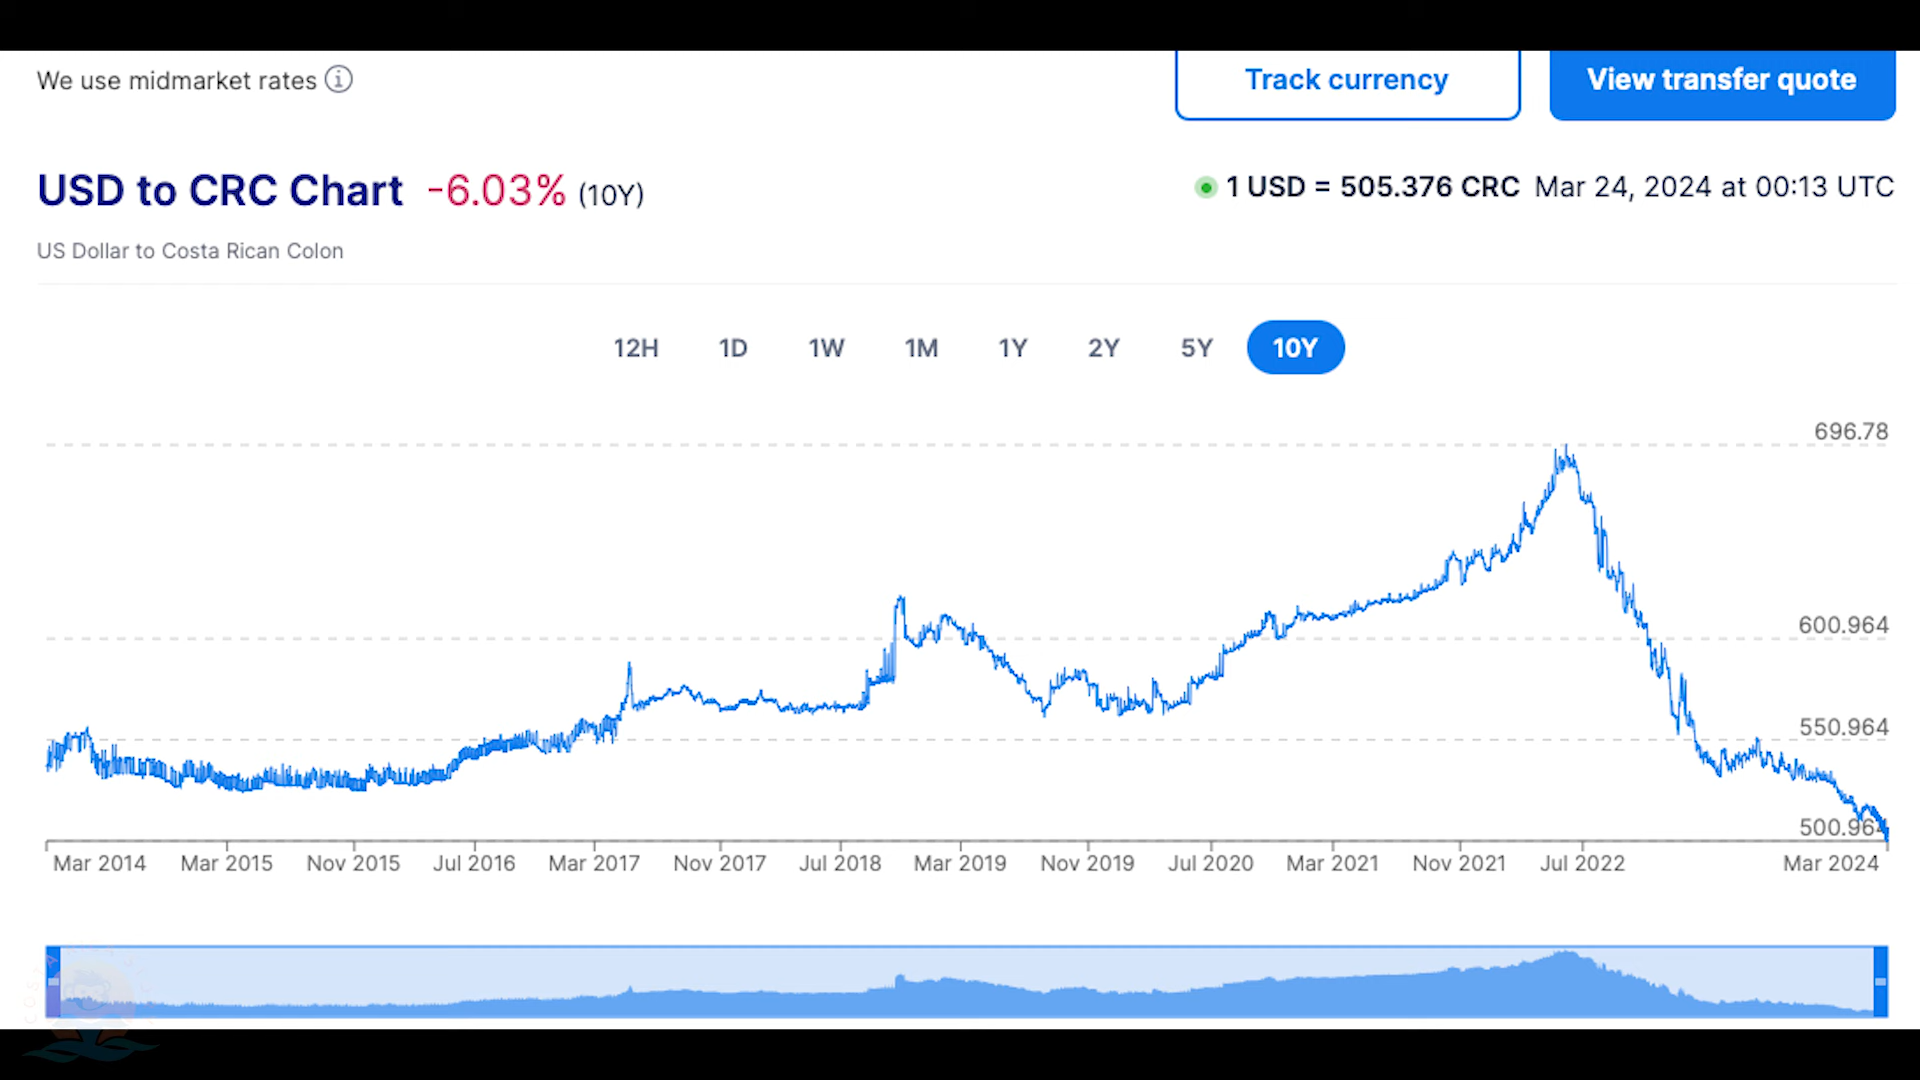 We use midmarket rates
Track currency
View transfer quote
USD to CRC Chart -6.03% (10Y)
1 USD = 505.376 CRC Mar 24, 2024 at 00:13 UTC
US Dollar to Costa Rican Colon
12H 1D 1W 1M 1Y 2Y 5Y 10Y
696.78
600.964
550.964
500.964
Mar 2014 Mar 2015 Nov 2015 Jul 2016 Mar 2017 Nov 2017 Jul 2018 Mar 2019 Nov 2019 Jul 2020 Mar 2021 Nov 2021 Jul 2022 Mar 2024